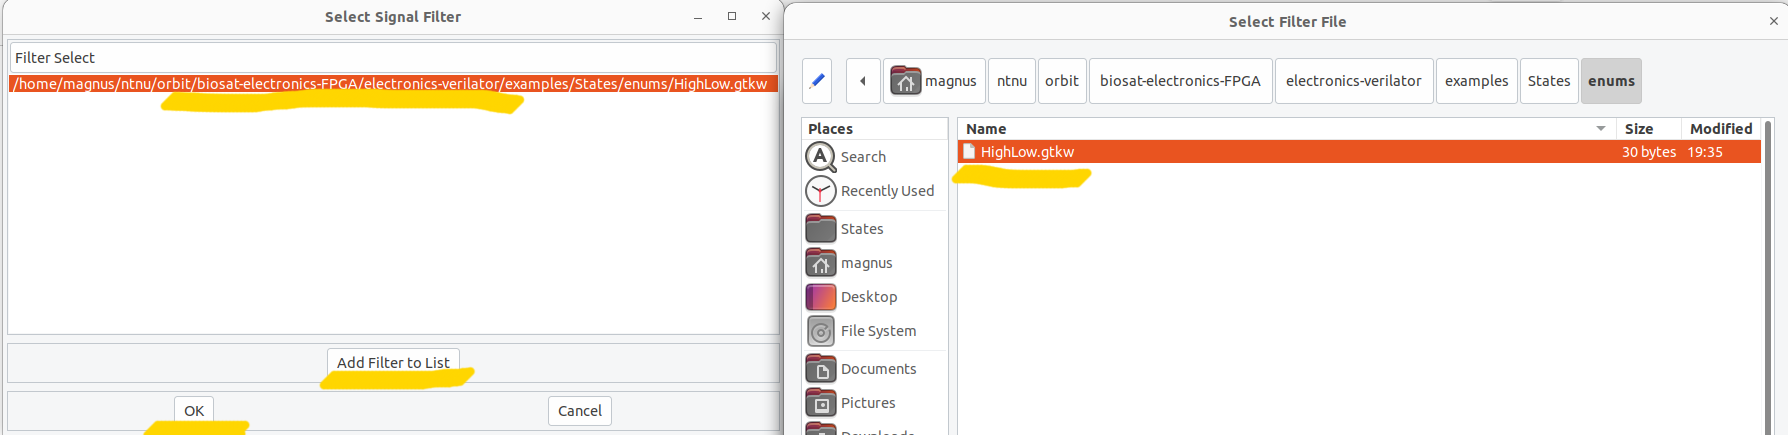 Select Signal Filter
Filter Select
/home/magnus/ntnu/orbit/biosat-electronics-FPGA/electronics-verilator/examples/States/enums/HighLow.gtkw
Add Filter to List
OK Cancel
Select Filter File
magnus ntnu orbit biosat-electronics-FPGA electronics-verilator examples States enums
Places
Search
Recently Used
States
magnus
Desktop
File System
Documents
Pictures
Downloads
Name Size Modified
HighLow.gtkw 30 bytes 19:35